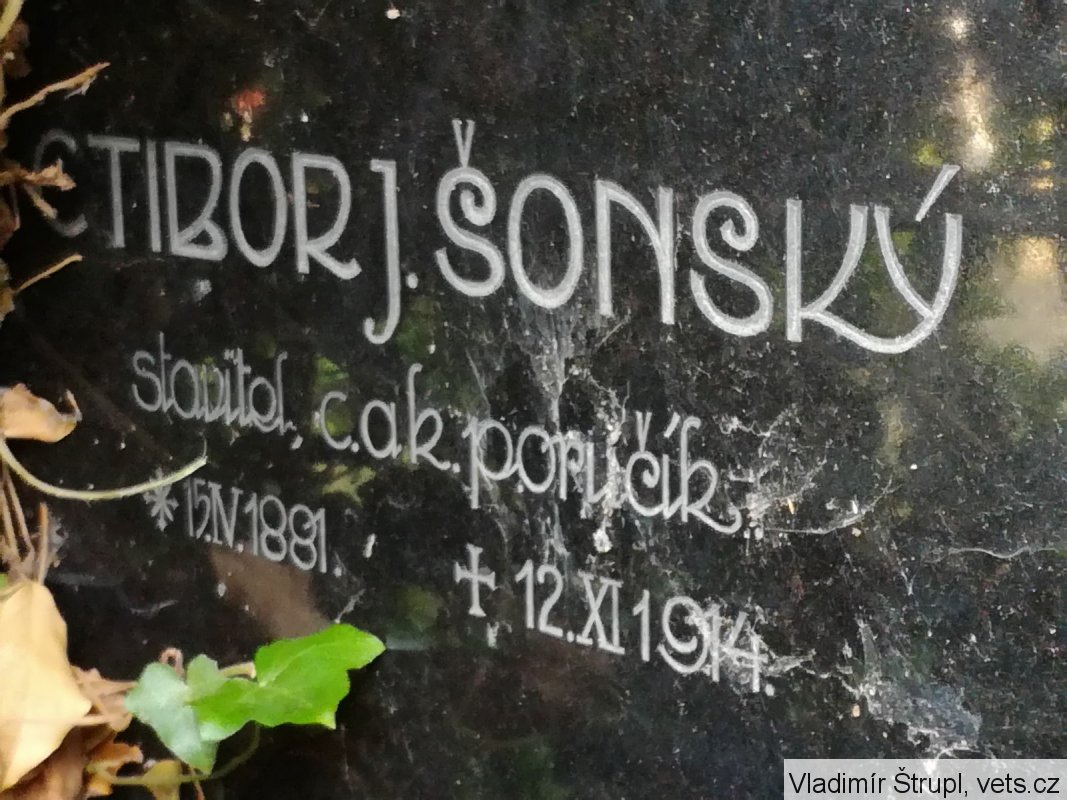 CTIBOR J. ŠONSKÝ
stavitel, c. a k. poručík
* 15. IV. 1881.
✝ 12. XI 1914.
Vladimír Štrupl, vets.cz